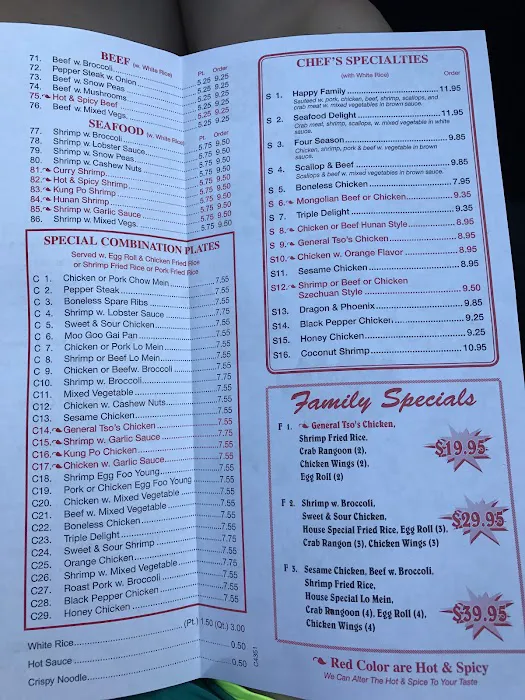 BEEF (w. White Rice)
Pt. Order
71. Beef w. Broccoli 5.25 9.25
72. Pepper Steak w. Onion 5.25 9.25
73. Beef w. Snow Peas 5.25 9.25
74. Beef w. Mushrooms 5.25 9.25
75. Hot & Spicy Beef 5.25 9.25
76. Beef w. Mixed Vegs. 5.25 9.25
SEAFOOD (w. White Rice)
Pt. Order
77. Shrimp w. Broccoli 5.75 9.50
78. Shrimp w. Lobster Sauce 5.75 9.50
79. Shrimp w. Snow Peas 5.75 9.50
80. Shrimp w. Cashew Nuts 5.75 9.50
81. Curry Shrimp 5.75 9.50
82. Hot & Spicy Shrimp 5.75 9.50
83. Kung Po Shrimp 5.75 9.50
84. Hunan Shrimp 5.75 9.50
85. Shrimp w. Garlic Sauce 5.75 9.50
86. Shrimp w. Mixed Vegs. 5.75 9.50
SPECIAL COMBINATION PLATES
Served w. Egg Roll & Chicken Fried Rice
or Shrimp Fried Rice or Pork Fried Rice
C 1. Chicken or Pork Chow Mein 7.55
C 2. Pepper Steak 7.55
C 3. Boneless Spare Ribs 7.55
C 4. Shrimp w. Lobster Sauce 7.75
C 5. Sweet & Sour Chicken 7.55
C 6. Moo Goo Gai Pan 7.55
C 7. Chicken or Pork Lo Mein 7.55
C 8. Shrimp or Beef Lo Mein 7.55
C 9. Chicken or Beefw. Broccoli 7.55
C10. Shrimp w. Broccoli 7.55
C11. Mixed Vegetable 7.55
C12. Chicken w. Cashew Nuts 7.55
C13. Sesame Chicken 7.55
C14. General Tso's Chicken 7.55
C15. Shrimp w. Garlic Sauce 7.75
C16. Kung Po Chicken 7.55
C17. Chicken w. Garlic Sauce 7.55
C18. Shrimp Egg Foo Young 7.55
C19. Pork or Chicken Egg Foo Young 7.55
C20. Chicken w. Mixed Vegetable 7.55
C21. Beef w. Mixed Vegetable 7.55
C22. Boneless Chicken 7.55
C23. Triple Delight 7.55
C24. Sweet & Sour Shrimp 7.75
C25. Orange Chicken 7.55
C26. Shrimp w. Mixed Vegetable 7.75
C27. Roast Pork w. Broccoli 7.55
C28. Black Pepper Chicken 7.55
C29. Honey Chicken 7.55
White Rice (Pt.) 1.50 (Qt.) 3.00
Hot Sauce 0.50
Crispy Noodle 0.50
CHEF'S SPECIALTIES
(with White Rice)
Order
S 1. Happy Family 11.95
Sauteed w. pork, chicken, beef, shrimp, scallops, and
crab meat w. mixed vegetables in brown sauce.
S 2. Seafood Delight 11.95
Crab meat, shrimp, scallops, w. mixed vegetable in white
sauce.
S 3. Four Season 9.85
Chicken, shrimp, pork & beef w. vegetable in brown
sauce.
S 4. Scallop & Beef 9.85
Scallops & beef w. mixed vegetables in brown sauce.
S 5. Boneless Chicken 7.95
S 6. Mongolian Beef or Chicken 9.35
S 7. Triple Delight 9.35
S 8. Chicken or Beef Hunan Style 8.95
S 9. General Tso's Chicken 8.95
S10. Chicken w. Orange Flavor 8.95
S11. Sesame Chicken 8.95
S12. Shrimp or Beef or Chicken
Szechuan Style 9.50
S13. Dragon & Phoenix 9.85
S14. Black Pepper Chicken 9.25
S15. Honey Chicken 9.25
S16. Coconut Shrimp 10.95
Family Specials
F 1. General Tso's Chicken,
Shrimp Fried Rice,
Crab Rangoon (2),
Chicken Wings (2),
Egg Roll (2)
$19.95
F 2. Shrimp w. Broccoli,
Sweet & Sour Chicken,
House Special Fried Rice, Egg Roll (3),
Crab Rangon (3), Chicken Wings (3)
$29.95
F 3. Sesame Chicken, Beef w. Broccoli,
Shrimp Fried Rice,
House Special Lo Mein,
Crab Rangoon (4), Egg Roll (4),
Chicken Wings (4)
$39.95
Red Color are Hot & Spicy
We Can Alter The Hot & Spice To Your Taste